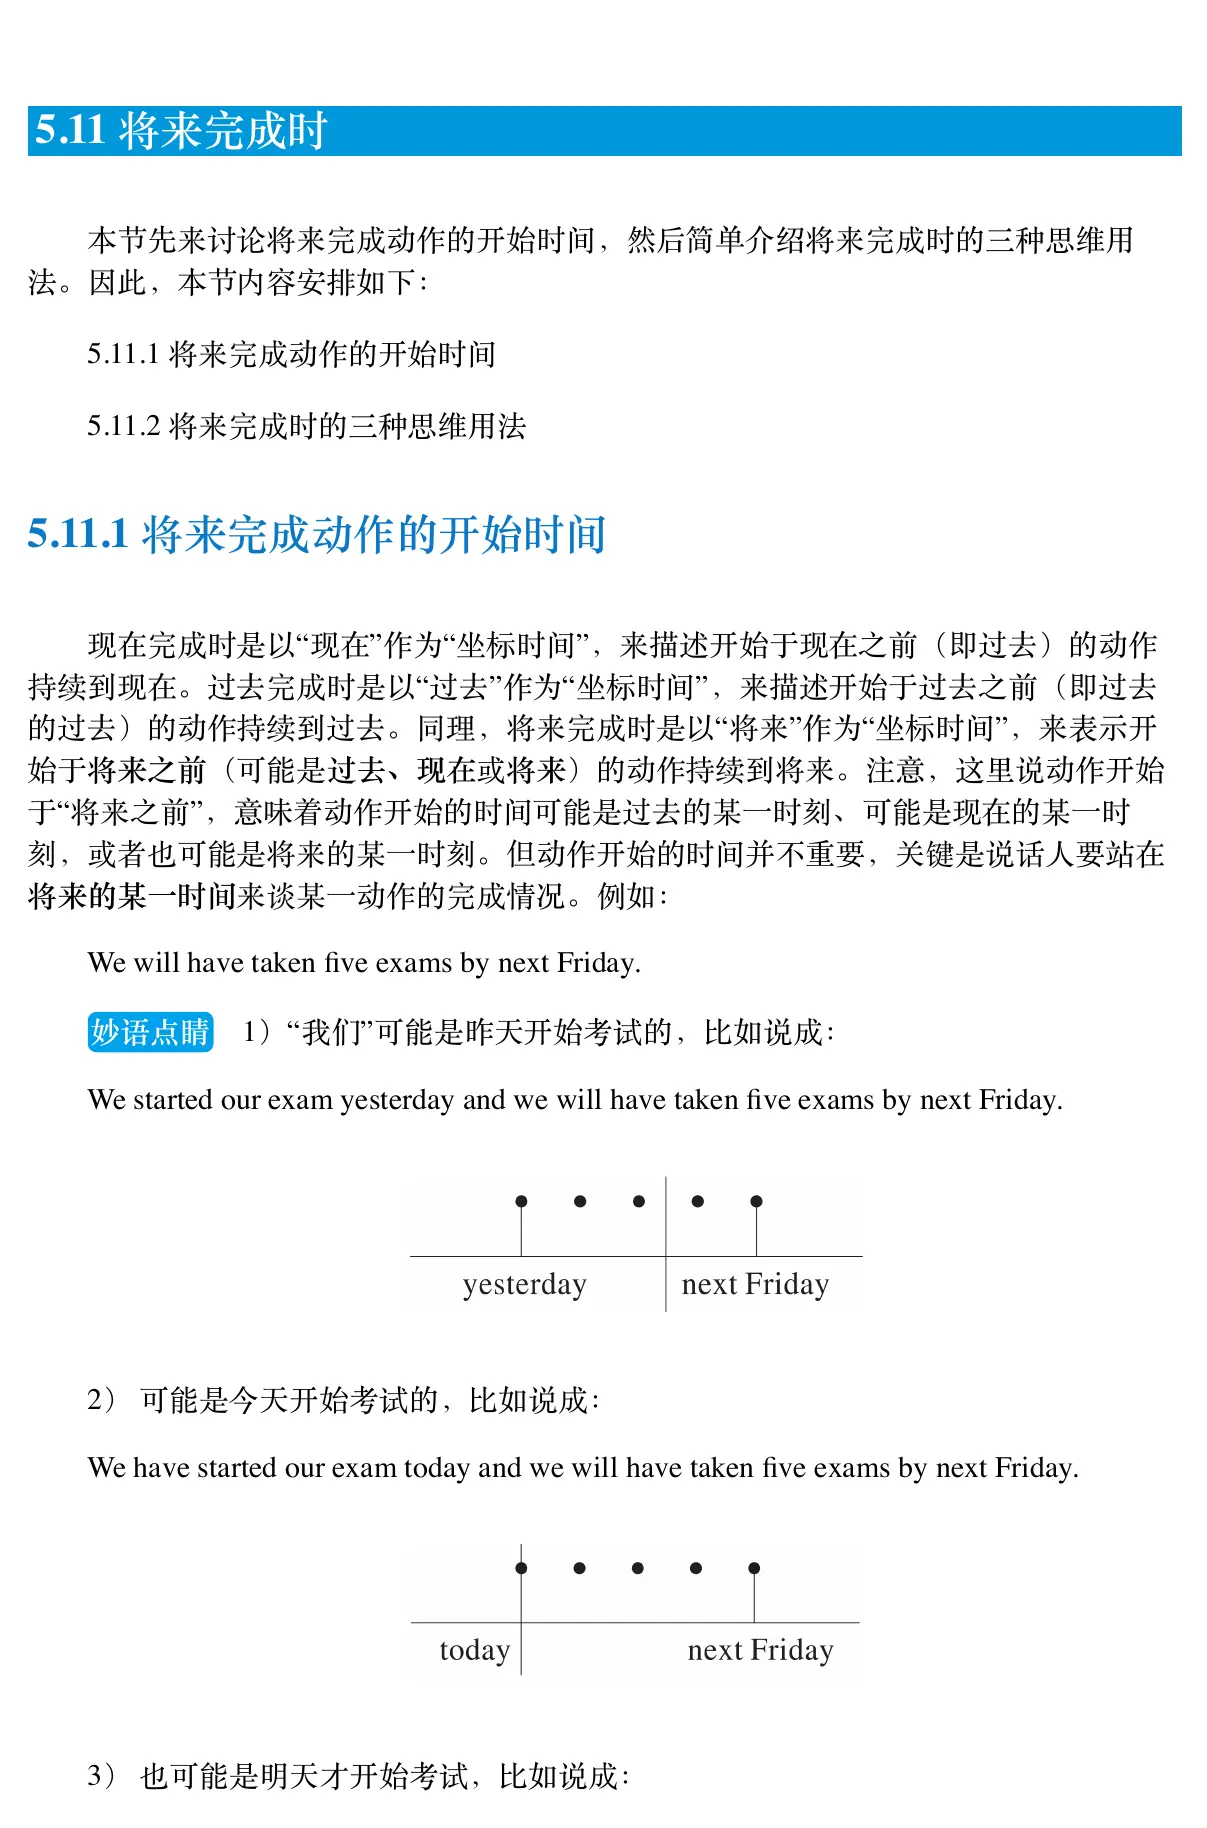 5.11 将来完成时
本节先来讨论将来完成动作的开始时间，然后简单介绍将来完成时的三种思维用
法。因此，本节内容安排如下：
5.11.1 将来完成动作的开始时间
5.11.2 将来完成时的三种思维用法
5.11.1 将来完成动作的开始时间
现在完成时是以“现在”作为“坐标时间”，来描述开始于现在之前（即过去）的动作
持续到现在。过去完成时是以“过去”作为“坐标时间”，来描述开始于过去之前（即过去
的过去）的动作持续到过去。同理，将来完成时是以“将来”作为“坐标时间”，来表示开
始于将来之前（可能是过去、现在或将来）的动作持续到将来。注意，这里说动作开始
于“将来之前”，意味着动作开始的时间可能是过去的某一时刻、可能是现在的某一时
刻，或者也可能是将来的某一时刻。但动作开始的时间并不重要，关键是说话人要站在
将来的某一时间来谈某一动作的完成情况。例如：
We will have taken five exams by next Friday.
妙语点睛 1）“我们”可能是昨天开始考试的，比如说成：
We started our exam yesterday and we will have taken five exams by next Friday.
yesterday next Friday
2） 可能是今天开始考试的，比如说成：
We have started our exam today and we will have taken five exams by next Friday.
today next Friday
3） 也可能是明天才开始考试，比如说成：